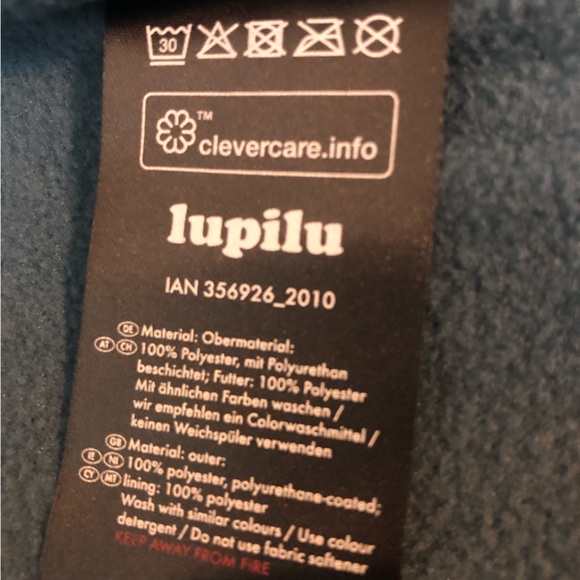 30
TM
clevercare.info
lupilu
IAN 356926_2010
DE Material: Obermaterial:
AT CH 100% Polyester, mit Polyurethan
beschichtet; Futter: 100% Polyester
Mit ähnlichen Farben waschen /
wir empfehlen ein Colorwaschmittel /
keinen Weichspüler verwenden
GB Material: outer:
IE NI 100% polyester, polyurethane-coated;
CY MT lining: 100% polyester
Wash with similar colours / Use colour
detergent / Do not use fabric softener
KEEP AWAY FROM FIRE